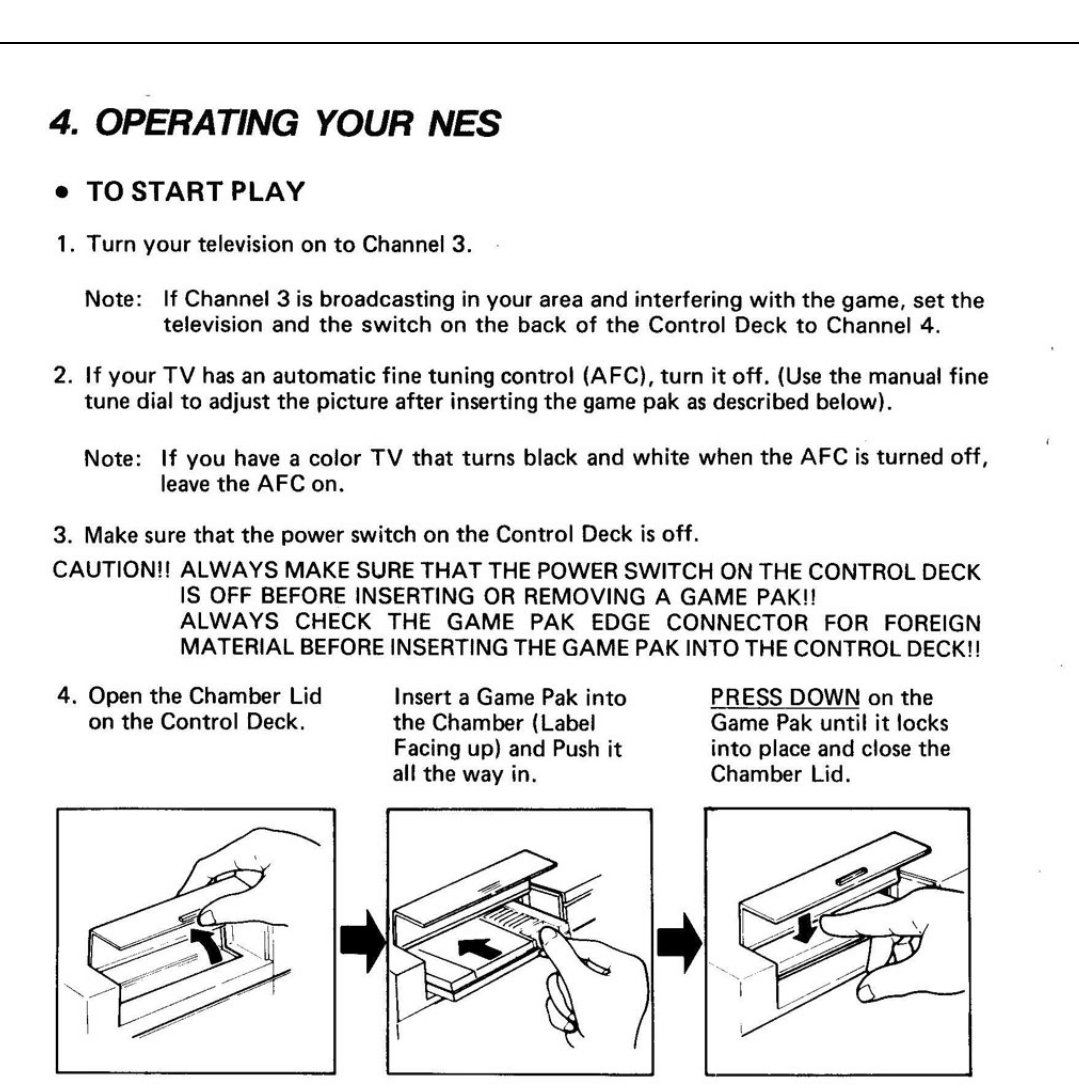 4. OPERATING YOUR NES
• TO START PLAY
1. Turn your television on to Channel 3.
Note: If Channel 3 is broadcasting in your area and interfering with the game, set the
television and the switch on the back of the Control Deck to Channel 4.
2. If your TV has an automatic fine tuning control (AFC), turn it off. (Use the manual fine
tune dial to adjust the picture after inserting the game pak as described below).
Note: If you have a color TV that turns black and white when the AFC is turned off,
leave the AFC on.
3. Make sure that the power switch on the Control Deck is off.
CAUTION!! ALWAYS MAKE SURE THAT THE POWER SWITCH ON THE CONTROL DECK
IS OFF BEFORE INSERTING OR REMOVING A GAME PAK!!
ALWAYS CHECK THE GAME PAK EDGE CONNECTOR FOR FOREIGN
MATERIAL BEFORE INSERTING THE GAME PAK INTO THE CONTROL DECK!!
4. Open the Chamber Lid
on the Control Deck.
Insert a Game Pak into
the Chamber (Label
Facing up) and Push it
all the way in.
PRESS DOWN on the
Game Pak until it locks
into place and close the
Chamber Lid.